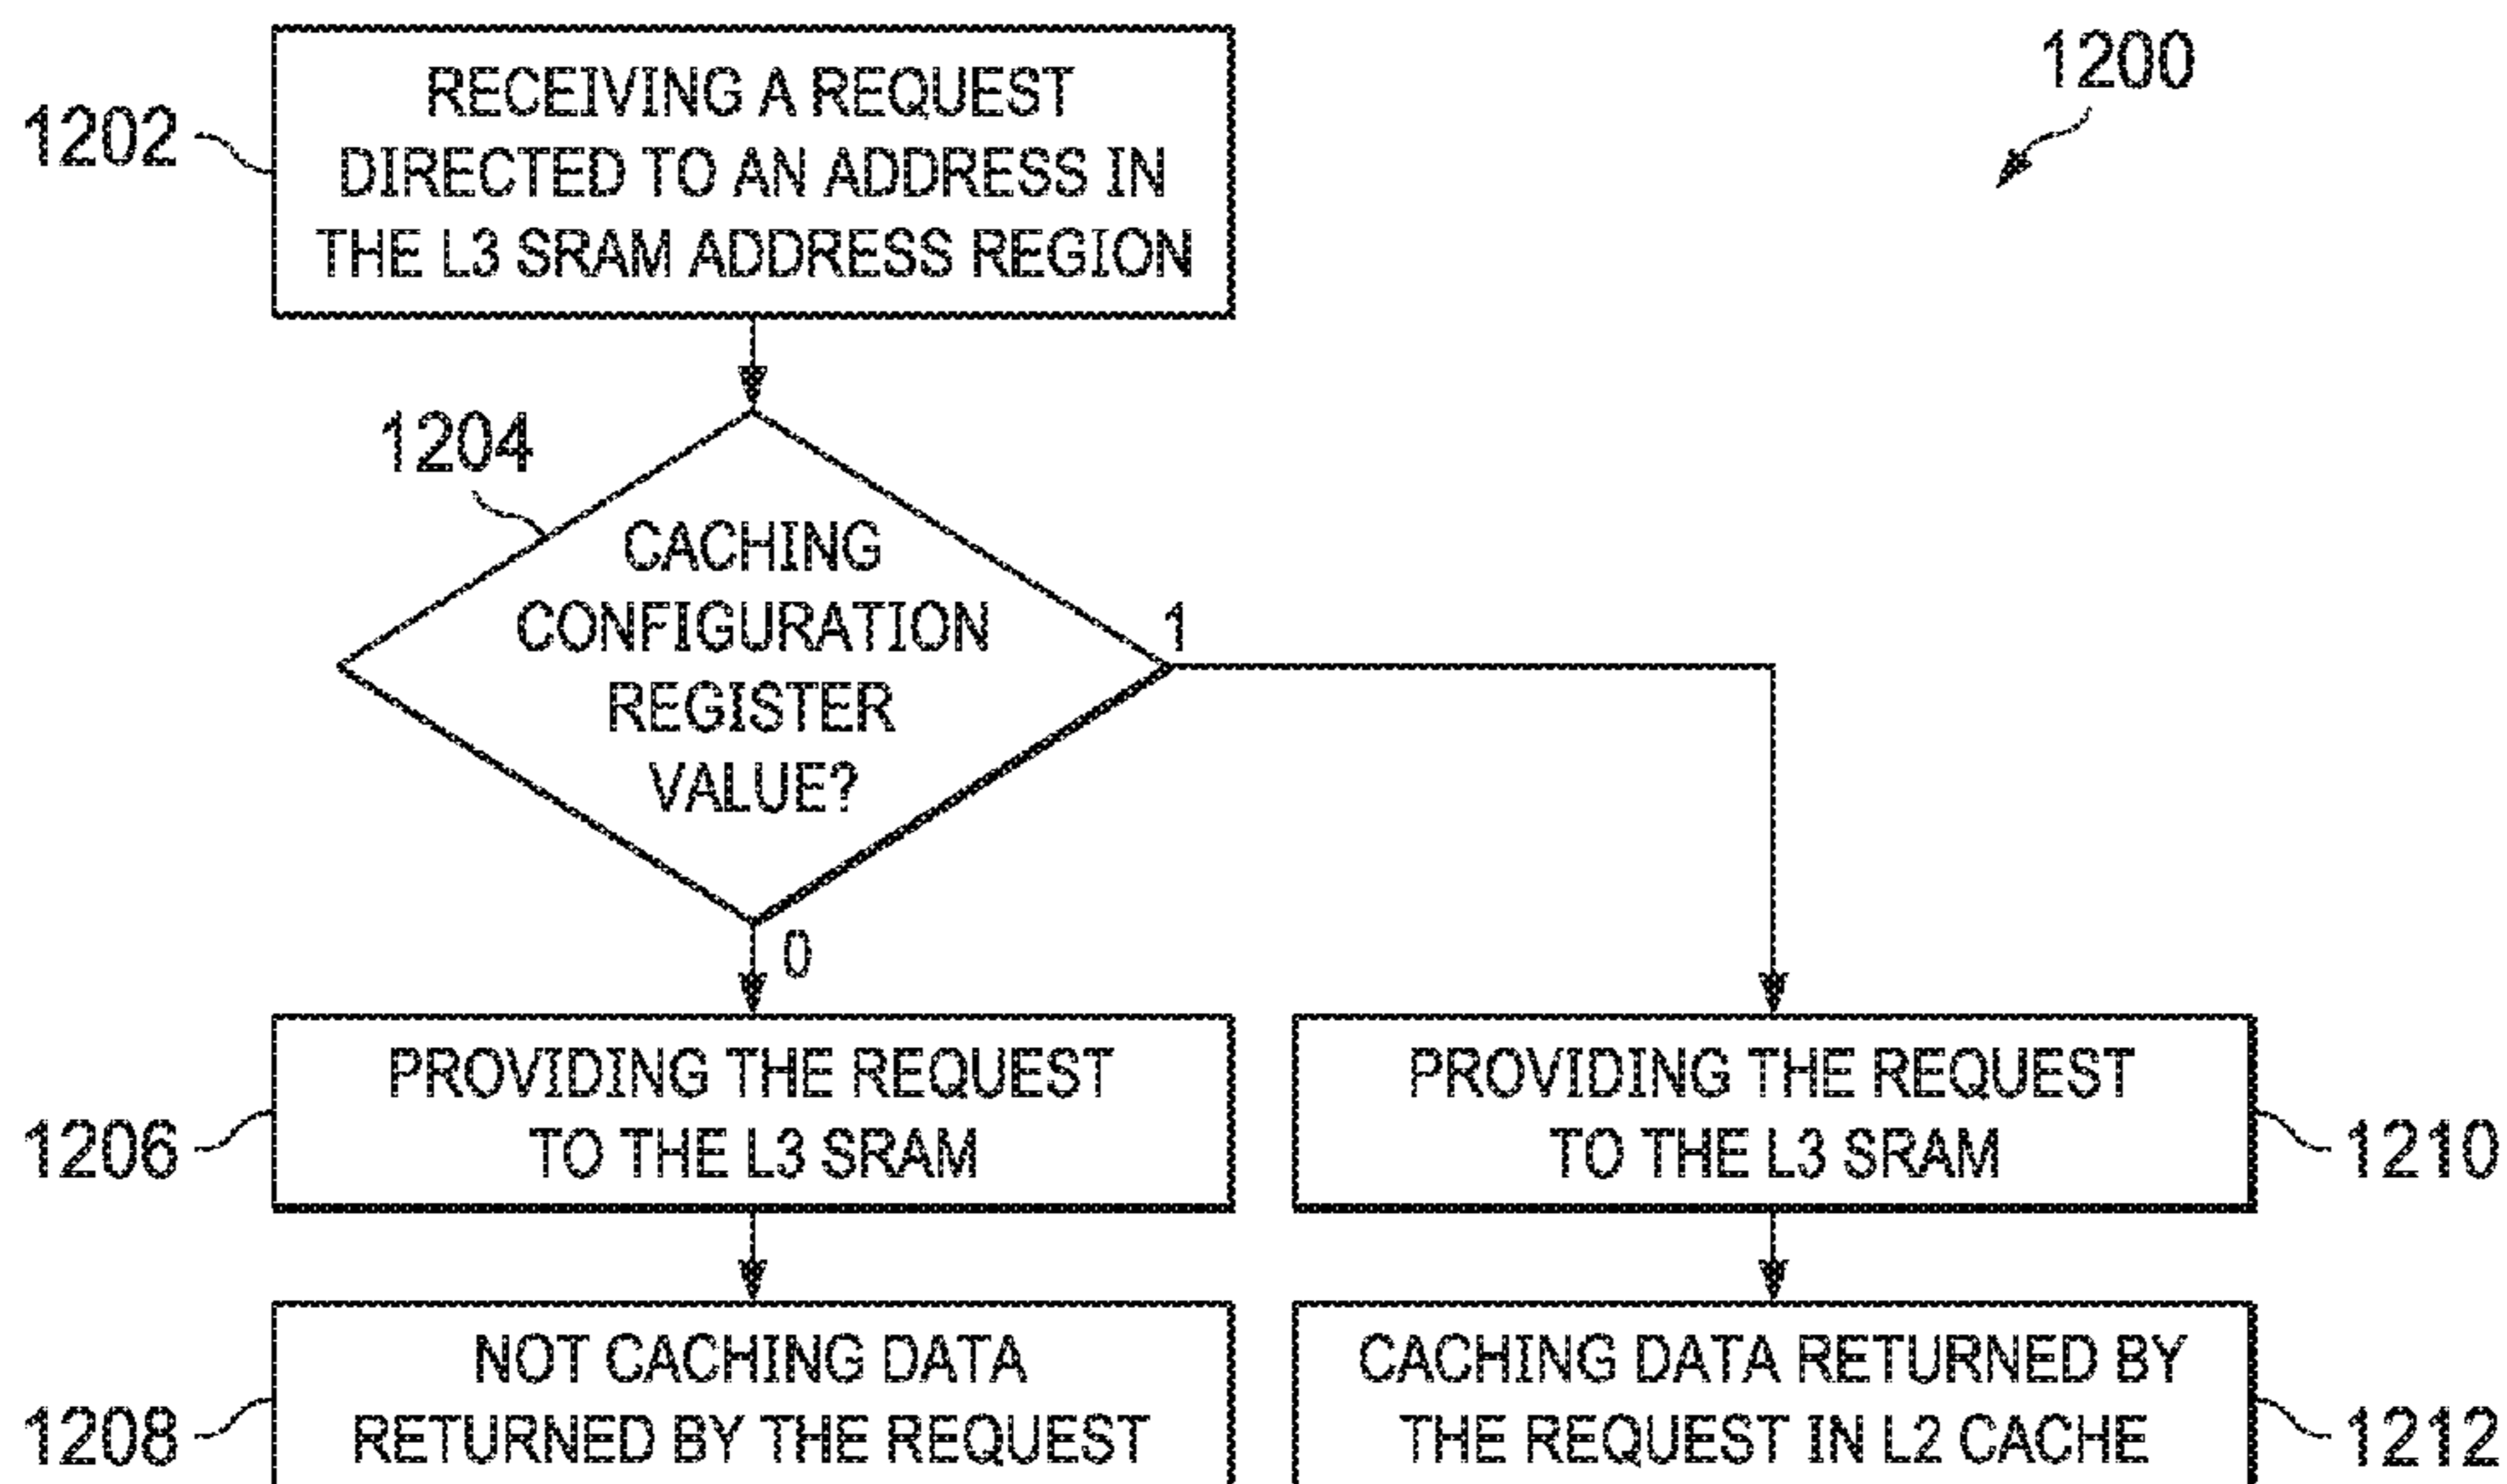 1200
1202
RECEIVING A REQUEST
DIRECTED TO AN ADDRESS IN
THE L3 SRAM ADDRESS REGION
1204
CACHING
CONFIGURATION
REGISTER
VALUE?
1
0
1206
PROVIDING THE REQUEST
TO THE L3 SRAM
PROVIDING THE REQUEST
TO THE L3 SRAM
1210
1208
NOT CACHING DATA
RETURNED BY THE REQUEST
CACHING DATA RETURNED BY
THE REQUEST IN L2 CACHE
1212